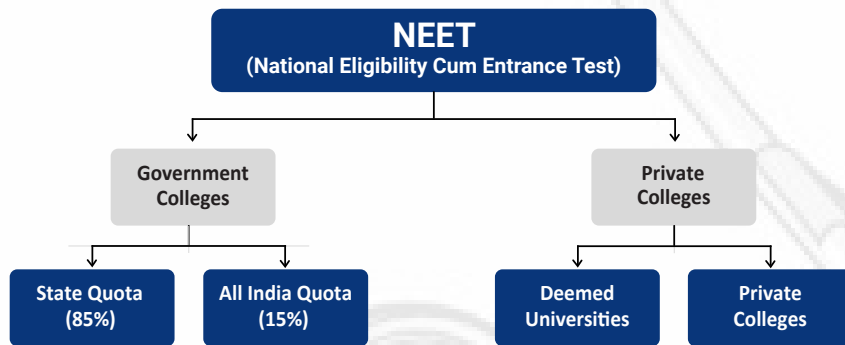 NEET
(National Eligibility Cum Entrance Test)
Government
Colleges
Private
Colleges
State Quota
(85%)
All India Quota
(15%)
Deemed
Universities
Private
Colleges